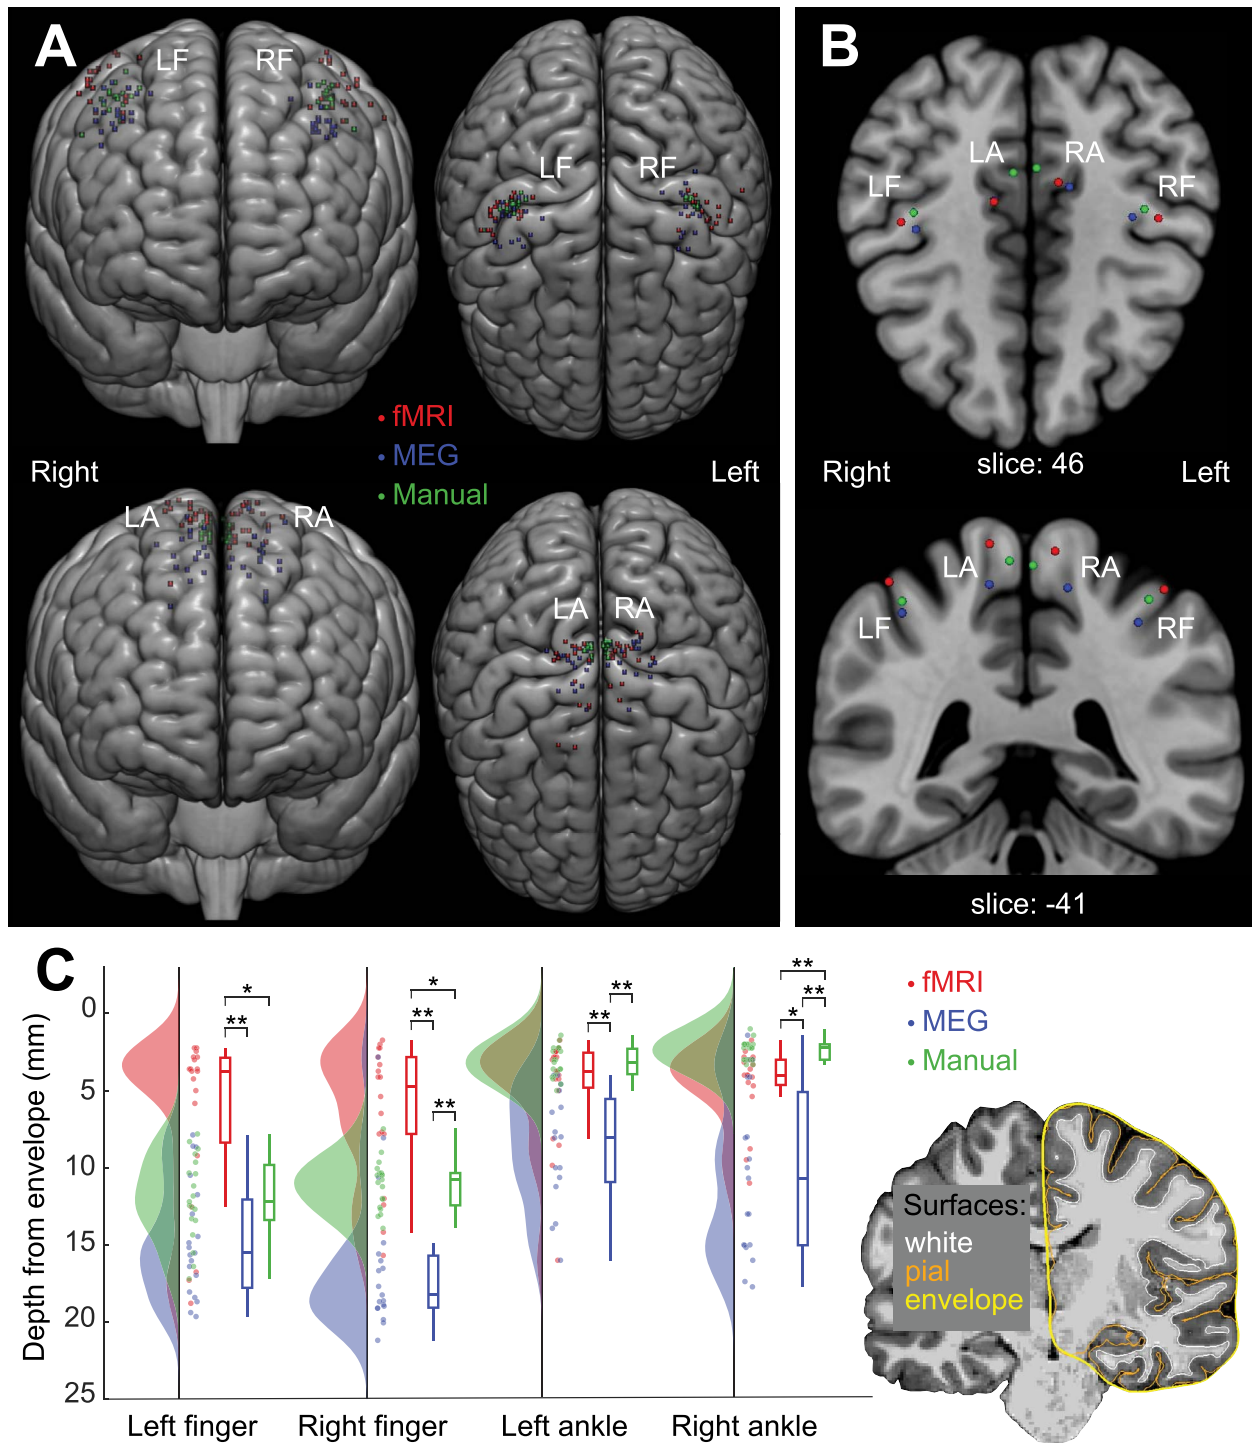 A
LF
RF
LF
RF
fMRI
MEG
Manual
Right
Left
LA
RA
LA
RA
B
LA
RA
LF
RF
slice: 46
Right
Left
LA
RA
LF
RF
slice: -41
C
Depth from envelope (mm)
0
5
10
15
20
25
*
**
*
**
**
**
**
**
**
*
Left finger
Right finger
Left ankle
Right ankle
fMRI
MEG
Manual
Surfaces:
white
pial
envelope